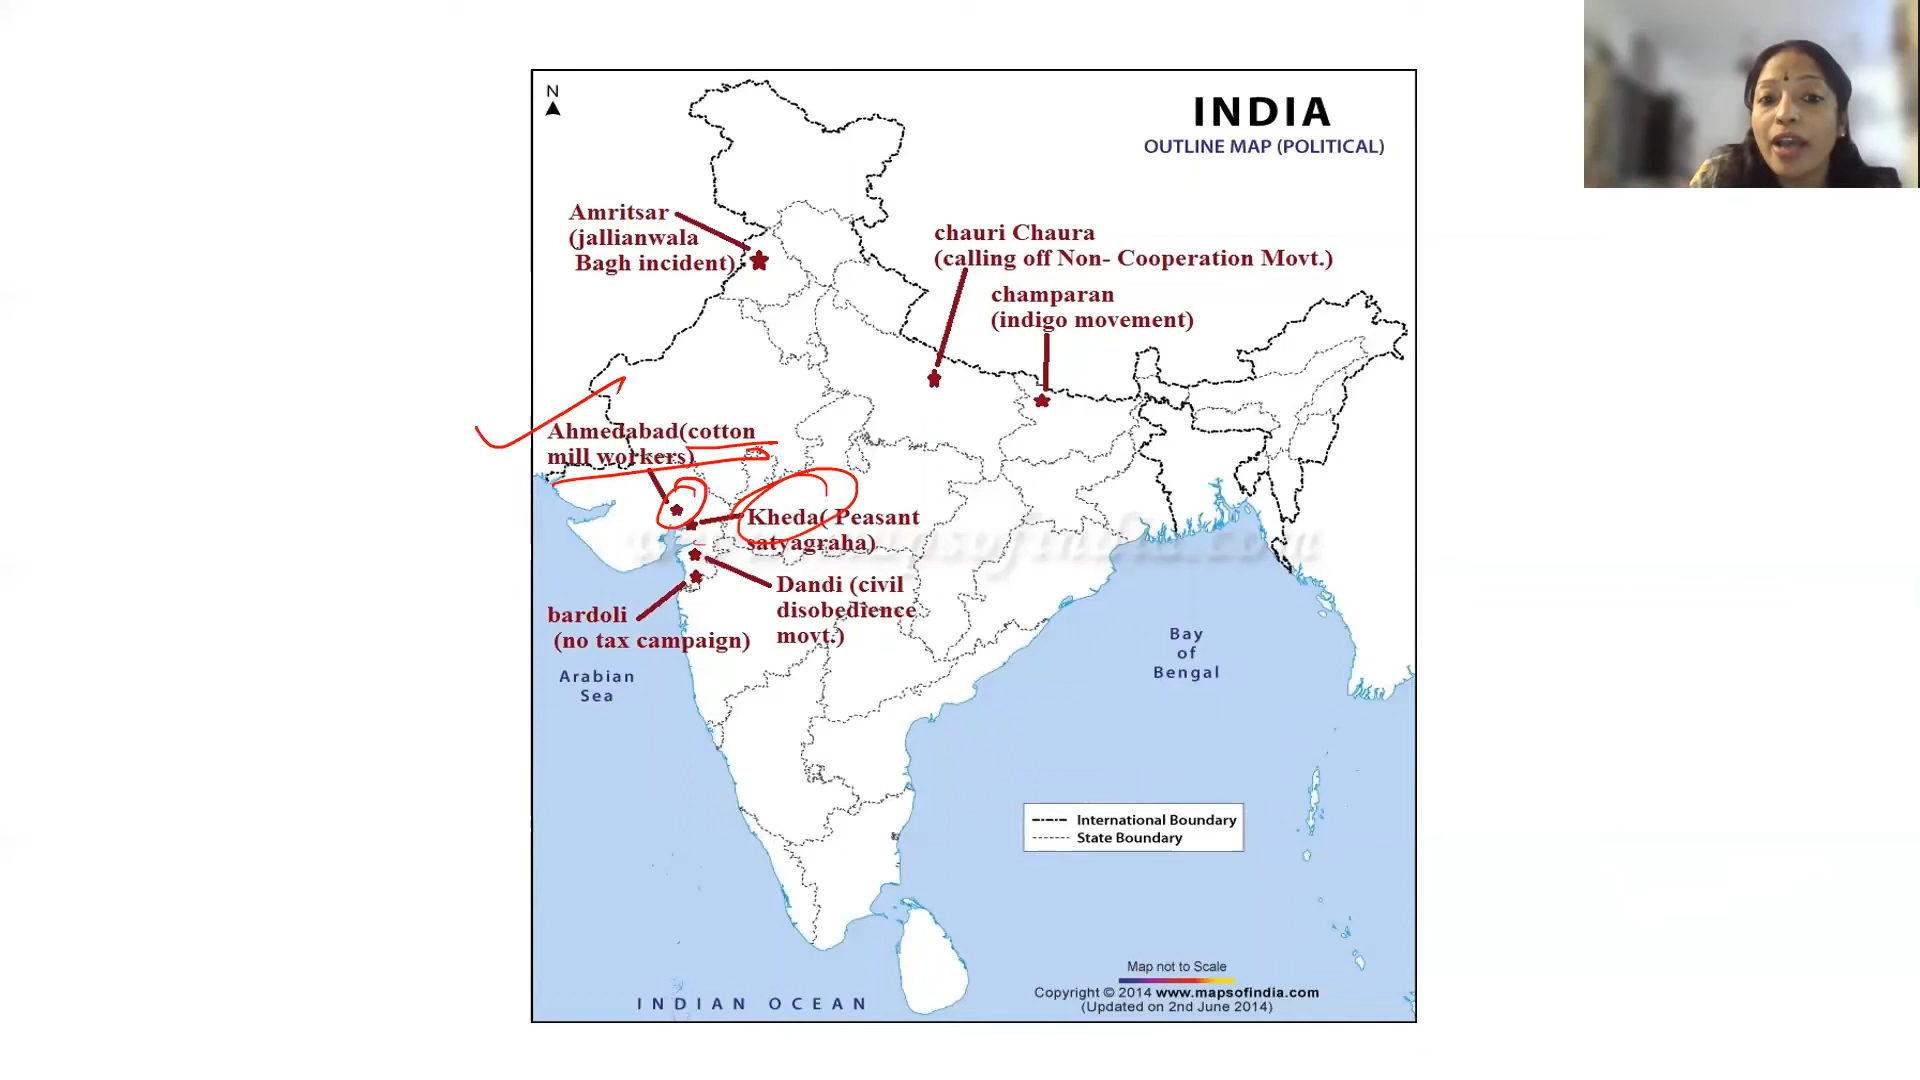 N
INDIA
OUTLINE MAP (POLITICAL)
Amritsar
(jallianwala
Bagh incident)
chauri Chaura
(calling off Non- Cooperation Movt.)
champaran
(indigo movement)
Ahmedabad(cotton
mill workers)
Kheda( Peasant
satyagraha)
Dandi (civil
disobedience
movt.)
bardoli
(no tax campaign)
Arabian
Sea
Bay
of
Bengal
International Boundary
State Boundary
Map not to Scale
Copyright © 2014 www.mapsofindia.com
(Updated on 2nd June 2014)
INDIAN OCEAN